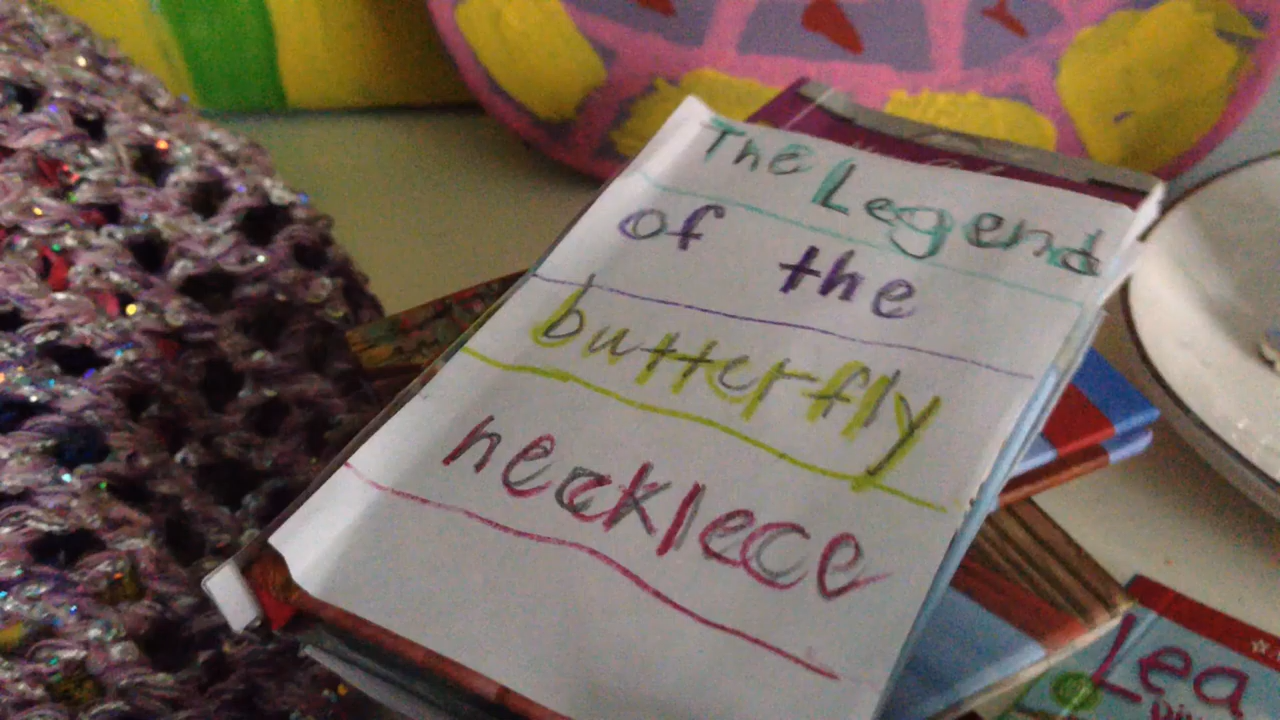 The Legend
of the
butterfly
necklece
Lea